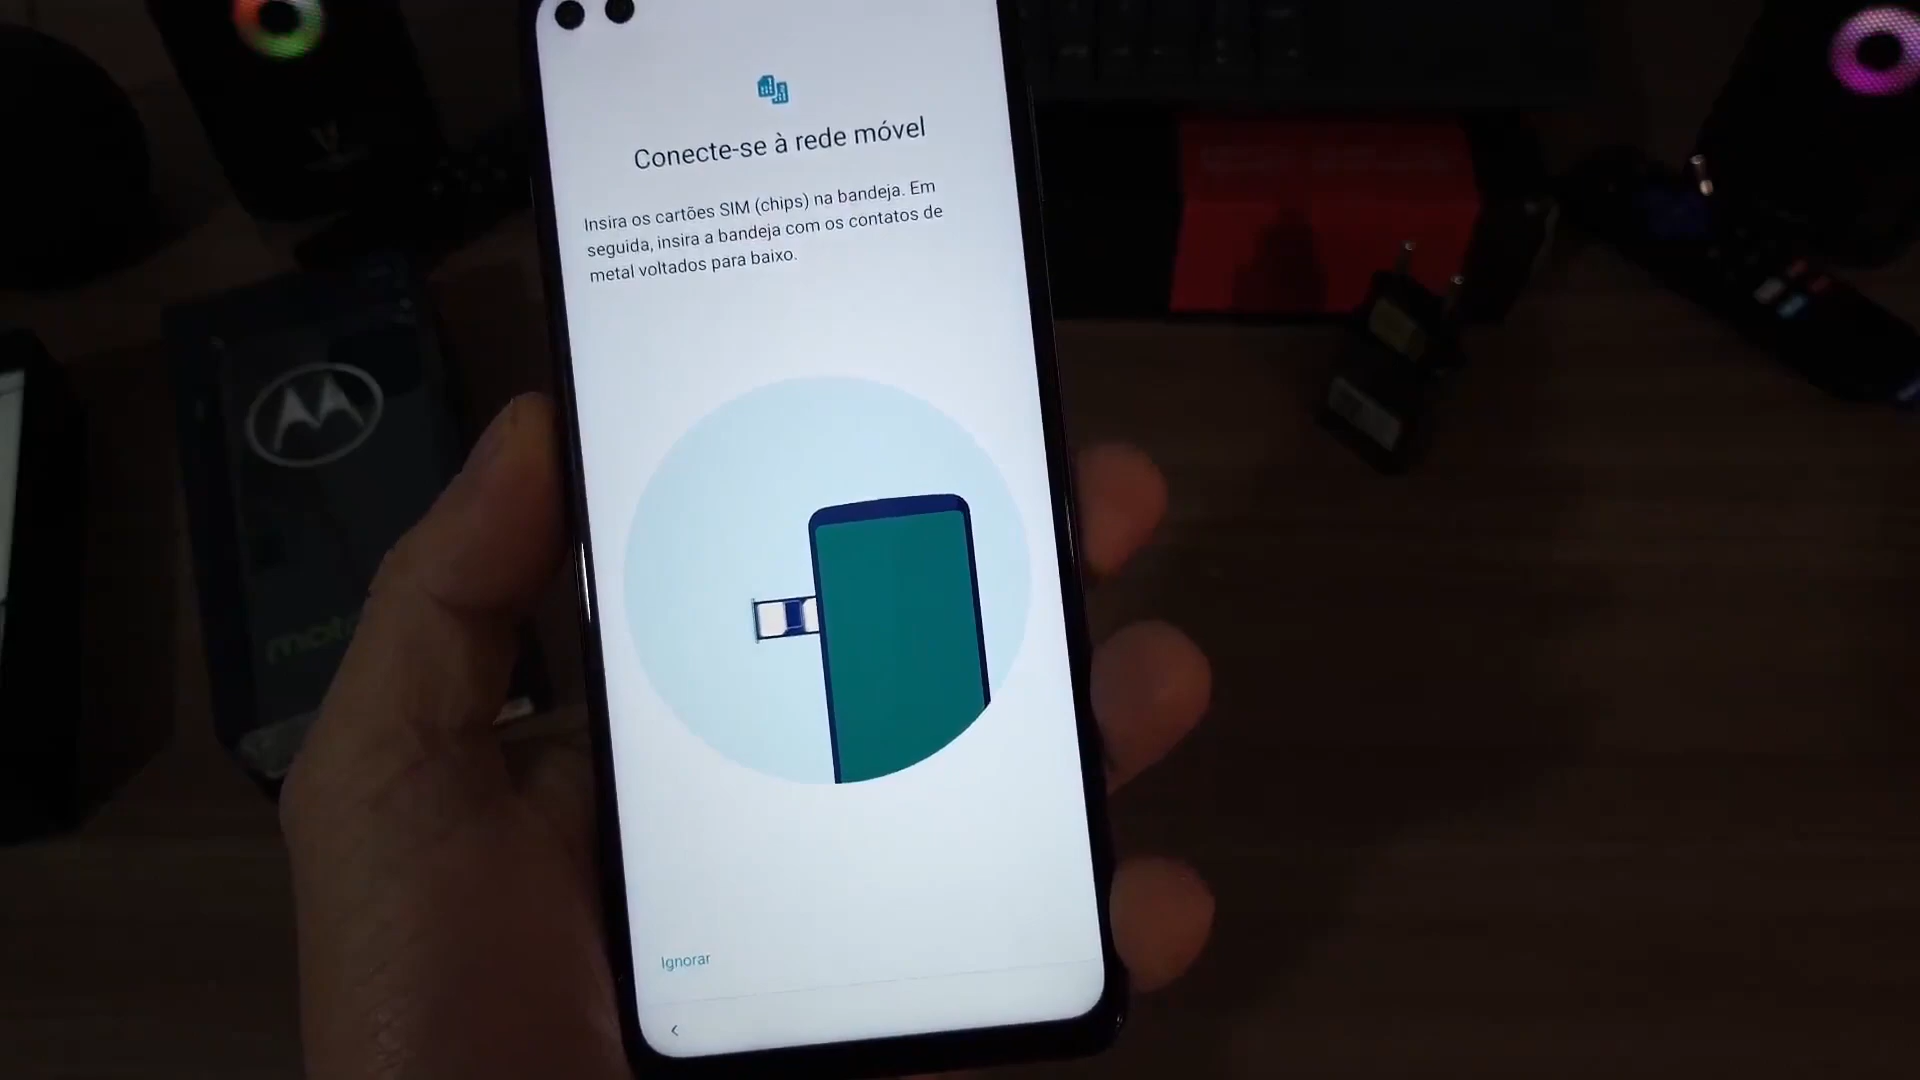 Conecte-se à rede móvel
Insira os cartões SIM (chips) na bandeja. Em
seguida, insira a bandeja com os contatos de
metal voltados para baixo.
Ignorar